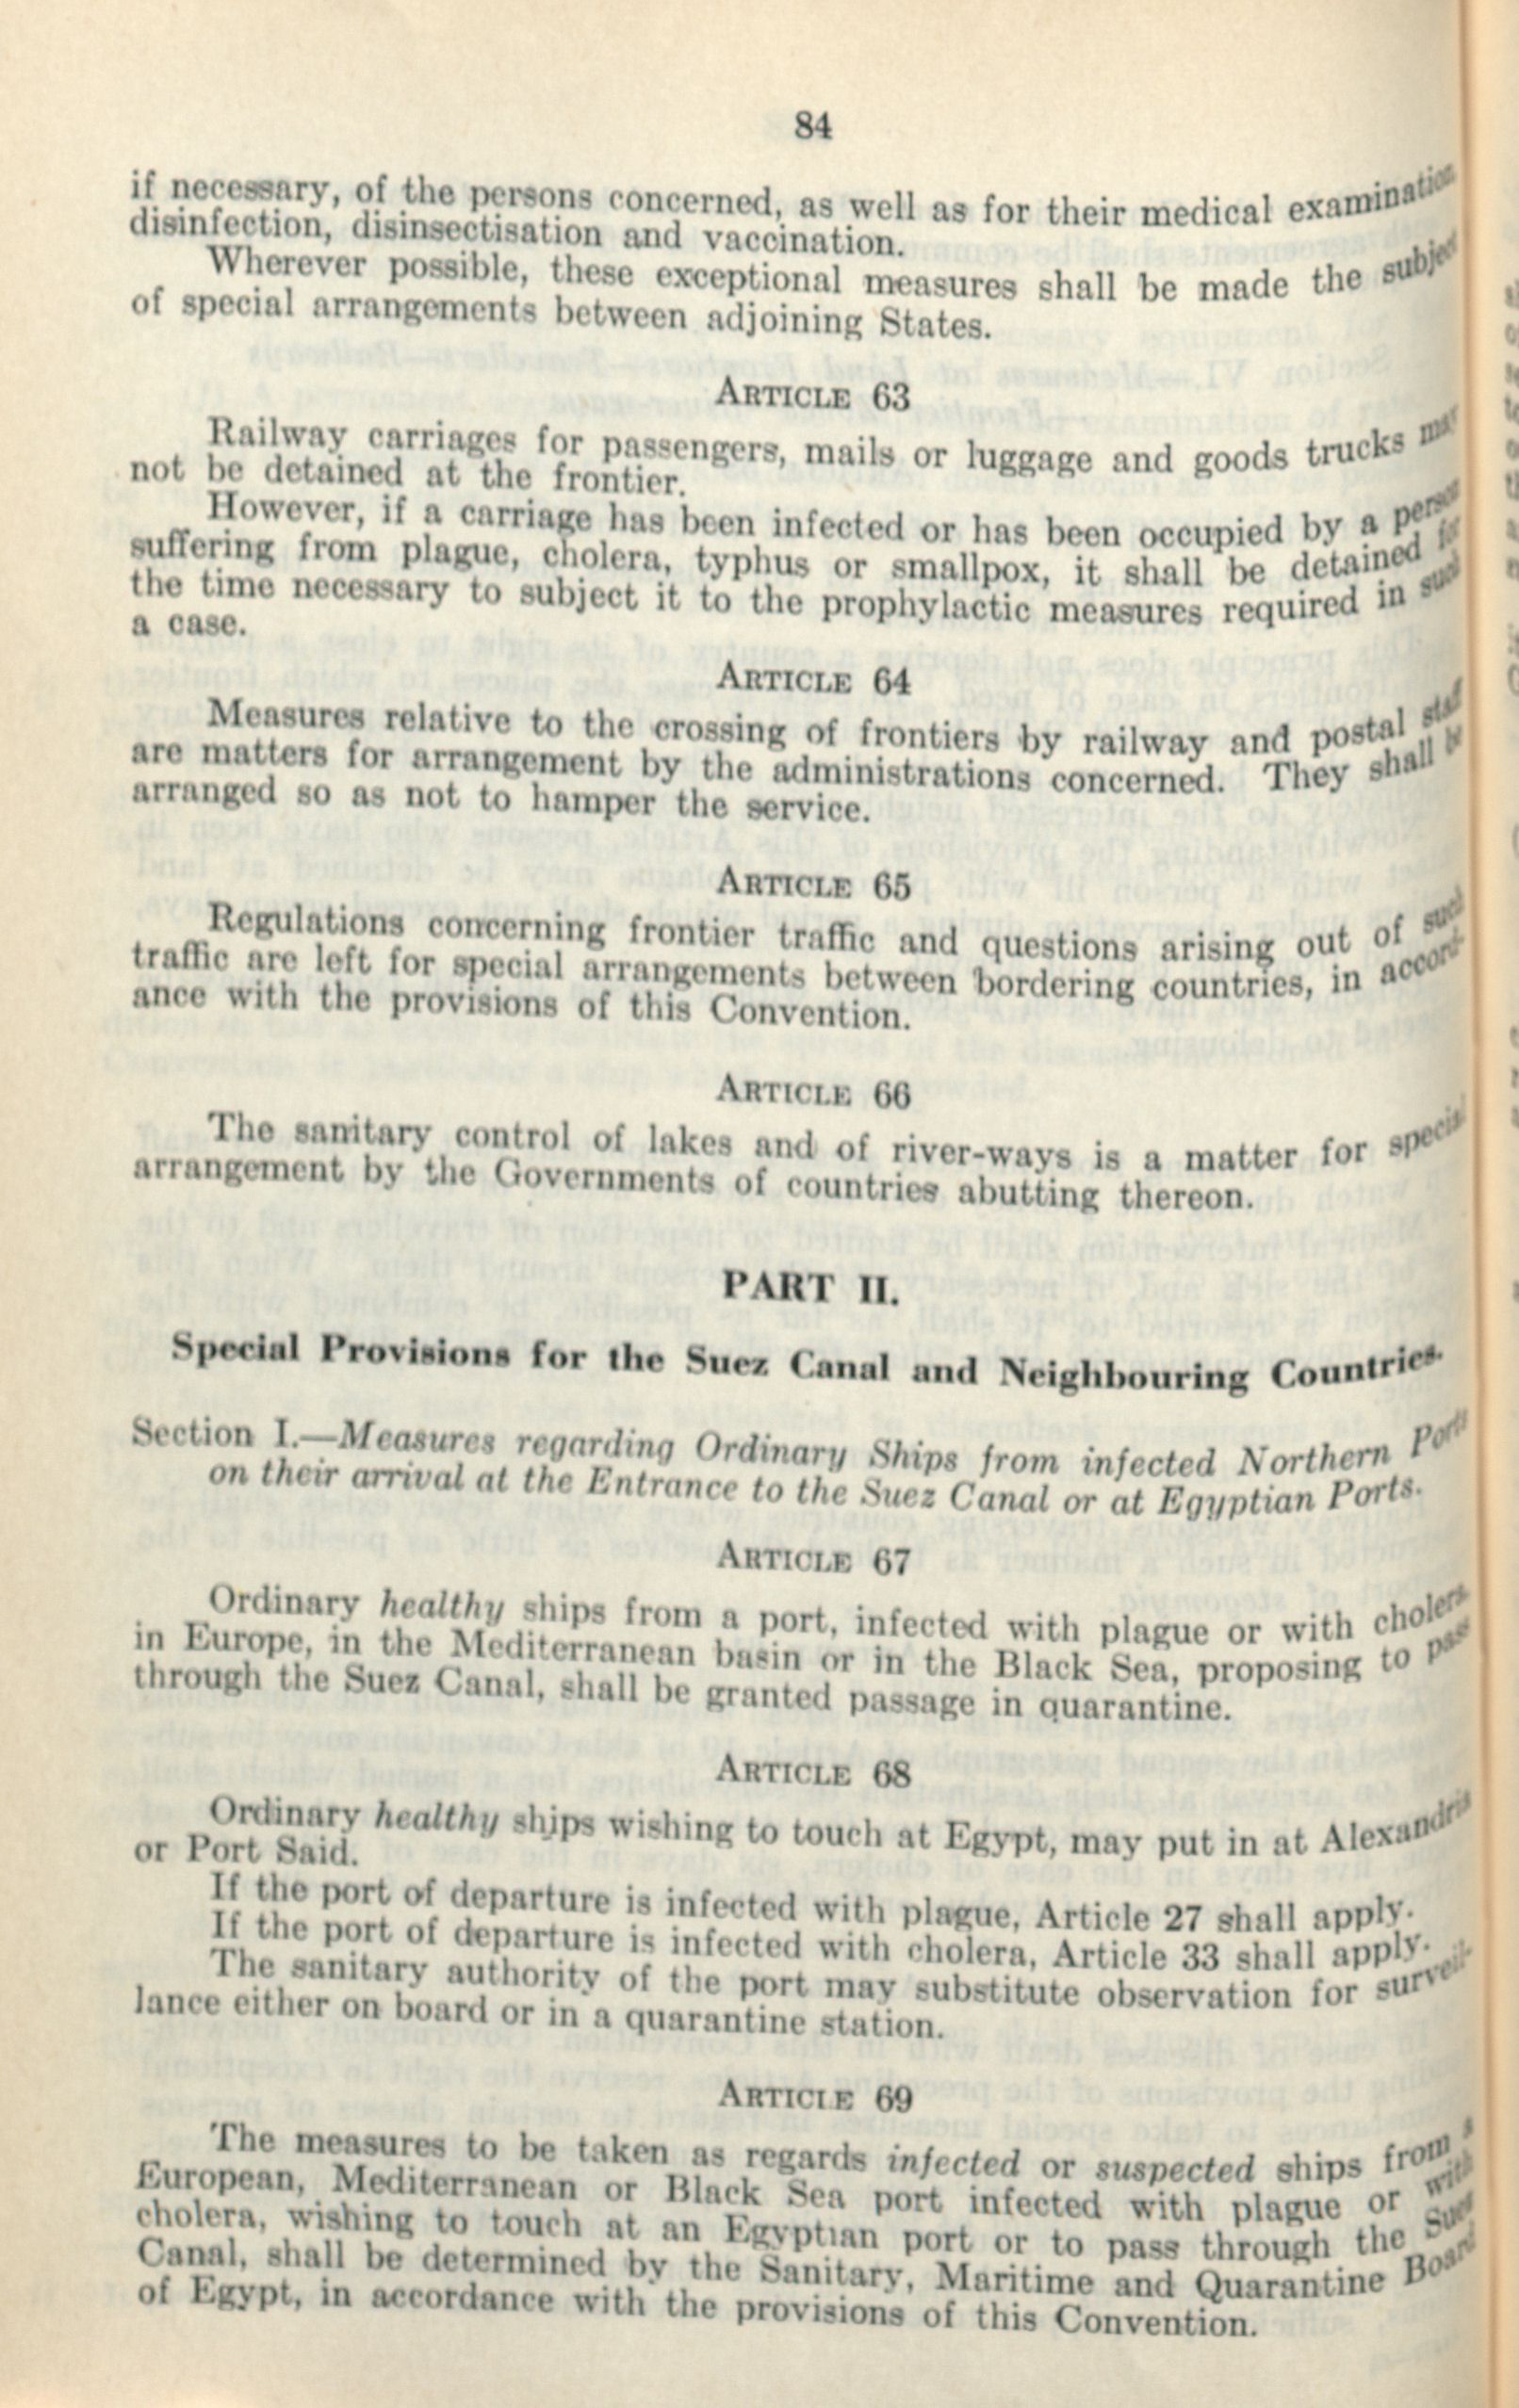 84
if necessary, of the persons concerned, as well as for their medical examination
disinfection, disinsectisation and vaccination.
Wherever possible, these exceptional measures shall be made the subject
of special arrangements between adjoining States.
ARTICLE 63
Railway carriages for passengers, mails or luggage and goods trucks may
not be detained at the frontier.
However, if a carriage has been infected or has been occupied by a person
suffering from plague, cholera, typhus or smallpox, it shall be detained for
the time necessary to subject it to the prophylactic measures required in such
a case.
ARTICLE 64
Measures relative to the crossing of frontiers by railway and postal staff
are matters for arrangement by the administrations concerned. They shall be
arranged so as not to hamper the service.
ARTICLE 65
Regulations concerning frontier traffic and questions arising out of such
traffic are left for special arrangements between bordering countries, in accord-
ance with the provisions of this Convention.
ARTICLE 66
The sanitary control of lakes and of river-ways is a matter for special
arrangement by the Governments of countries abutting thereon.
PART II.
Special Provisions for the Suez Canal and Neighbouring Countries.
Section I.—Measures regarding Ordinary Ships from infected Northern Ports
on their arrival at the Entrance to the Suez Canal or at Egyptian Ports.
ARTICLE 67
Ordinary healthy ships from a port, infected with plague or with cholera
in Europe, in the Mediterranean basin or in the Black Sea, proposing to pass
through the Suez Canal, shall be granted passage in quarantine.
ARTICLE 68
Ordinary healthy ships wishing to touch at Egypt, may put in at Alexandria
or Port Said.
If the port of departure is infected with plague, Article 27 shall apply.
If the port of departure is infected with cholera, Article 33 shall apply.
The sanitary authority of the port may substitute observation for surveil-
lance either on board or in a quarantine station.
ARTICLE 69
The measures to be taken as regards infected or suspected ships from a
European, Mediterranean or Black Sea port infected with plague or with
cholera, wishing to touch at an Egyptian port or to pass through the Suez
Canal, shall be determined by the Sanitary, Maritime and Quarantine Board
of Egypt, in accordance with the provisions of this Convention.